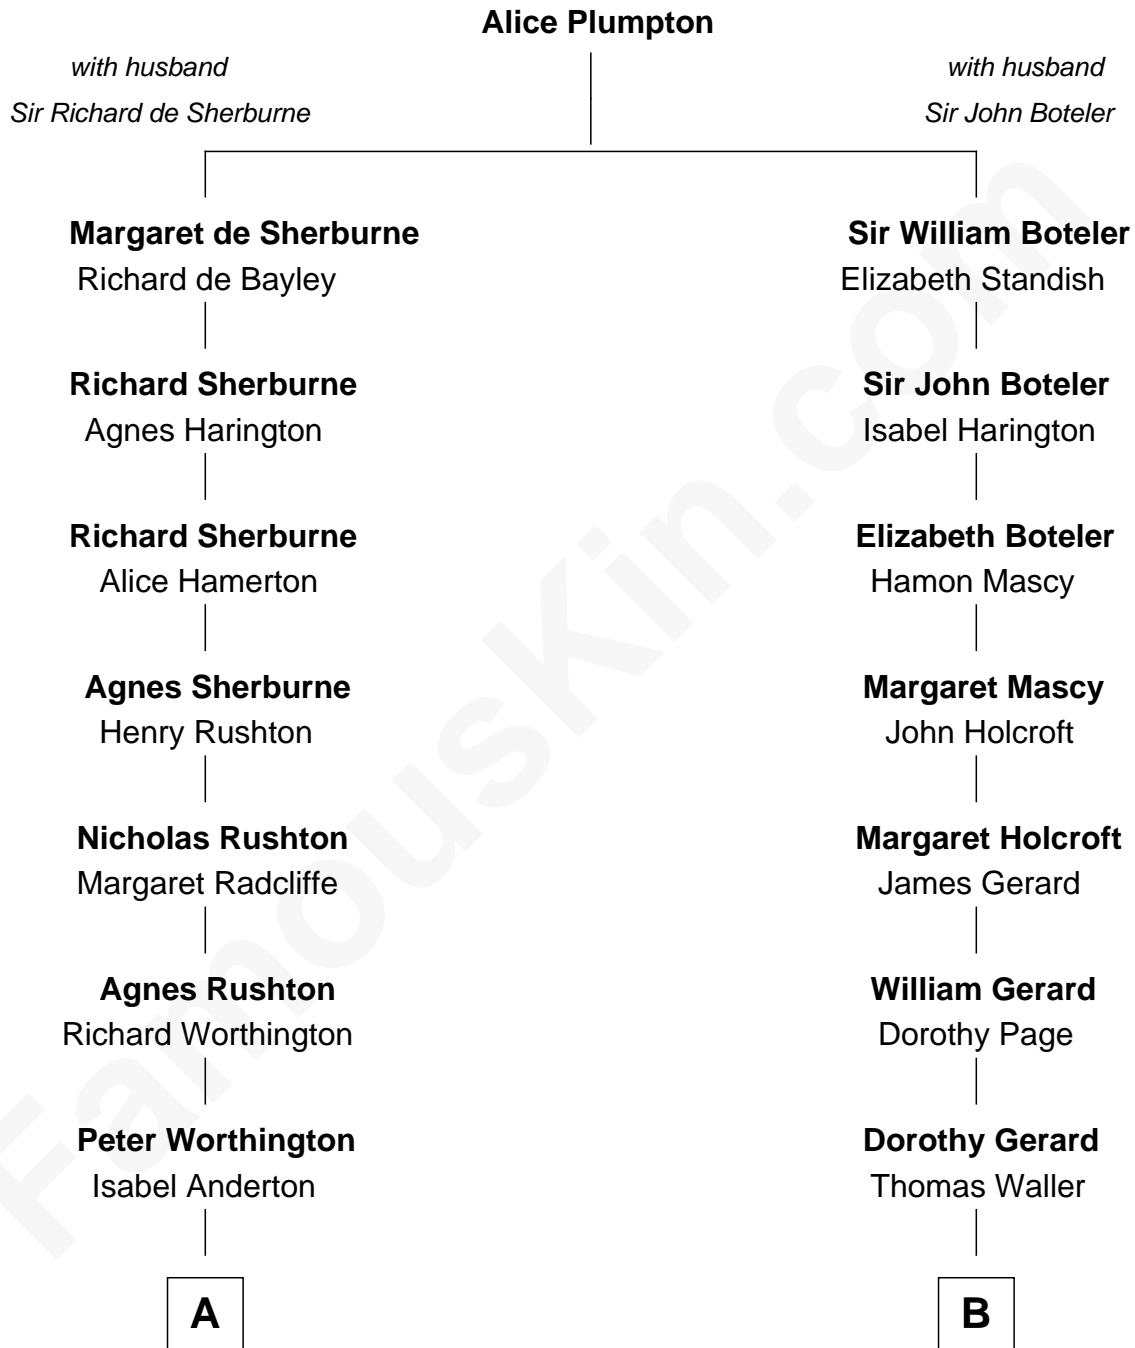 Alice Plumpton
with husband
Sir Richard de Sherburne
with husband
Sir John Boteler
Margaret de Sherburne
Richard de Bayley
Sir William Boteler
Elizabeth Standish
Richard Sherburne
Agnes Harington
Sir John Boteler
Isabel Harington
Richard Sherburne
Alice Hamerton
Elizabeth Boteler
Hamon Mascy
Agnes Sherburne
Henry Rushton
Margaret Mascy
John Holcroft
Nicholas Rushton
Margaret Radcliffe
Margaret Holcroft
James Gerard
Agnes Rushton
Richard Worthington
William Gerard
Dorothy Page
Peter Worthington
Isabel Anderton
Dorothy Gerard
Thomas Waller
A
B
FamousKin.com